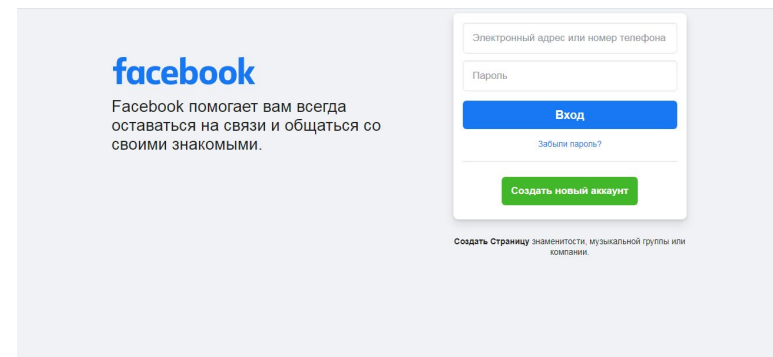 facebook
Facebook помогает вам всегда
оставаться на связи и общаться со
своими знакомыми.
Электронный адрес или номер телефона
Пароль
Вход
Забыли пароль?
Создать новый аккаунт
Создать Страницу знаменитости, музыкальной группы или
компании.